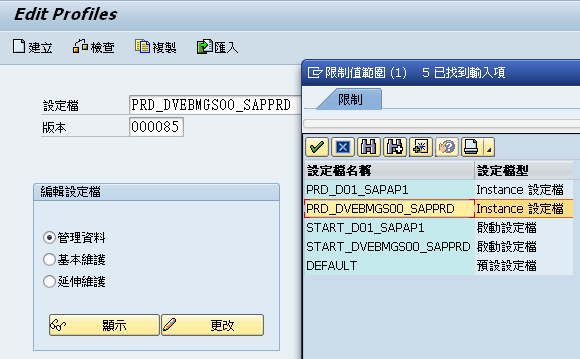 Edit Profiles
建立 檢查 複製 匯入
設定檔 PRD_DVEBMGS00_SAPPRD
版本 000085
編輯設定檔
管理資料
基本維護
延伸維護
顯示 更改
限制值範圍 (1) 5 已找到輸入項
限制
設定檔名稱 設定檔型
PRD_D01_SAPAP1 Instance 設定檔
PRD_DVEBMGS00_SAPPRD Instance 設定檔
START_D01_SAPAP1 啟動設定檔
START_DVEBMGS00_SAPPRD 啟動設定檔
DEFAULT 預設設定檔